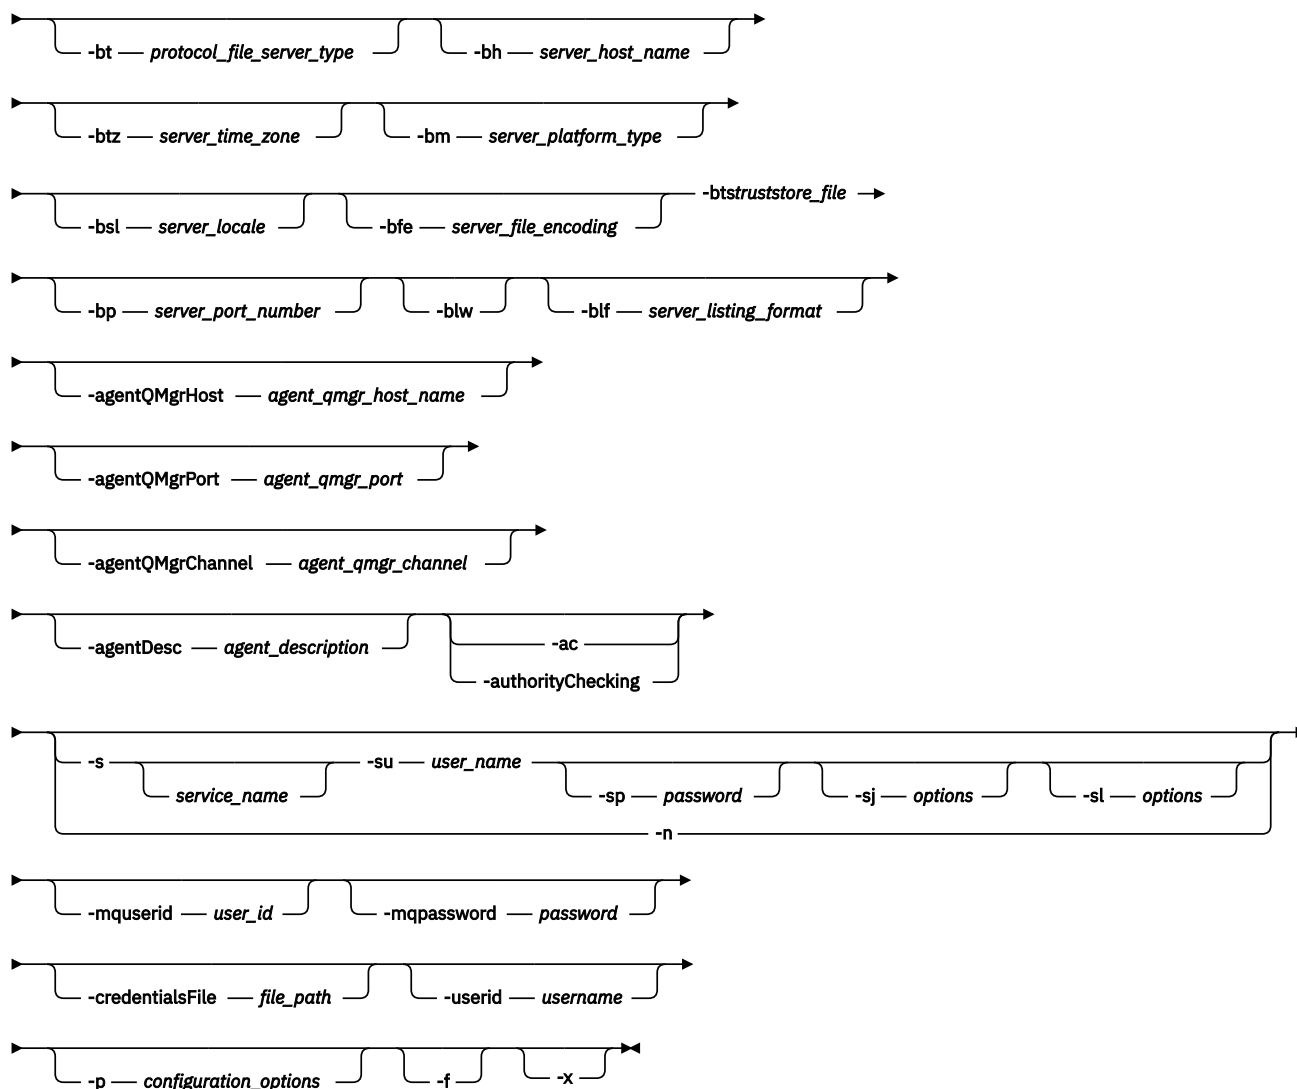 -bt protocol_file_server_type -bh server_host_name
-btz server_time_zone -bm server_platform_type
-btstruststore_file
-bsl server_locale -bfe server_file_encoding
-bp server_port_number -blw -blf server_listing_format
-agentQMgrHost agent_qmgr_host_name
-agentQMgrPort agent_qmgr_port
-agentQMgrChannel agent_qmgr_channel
-ac
-agentDesc agent_description
-authorityChecking
-s -su user_name
service_name -sp password -sj options -sl options
-n
-mquserid user_id -mqpassword password
-credentialsFile file_path -userid username
-p configuration_options -f -x